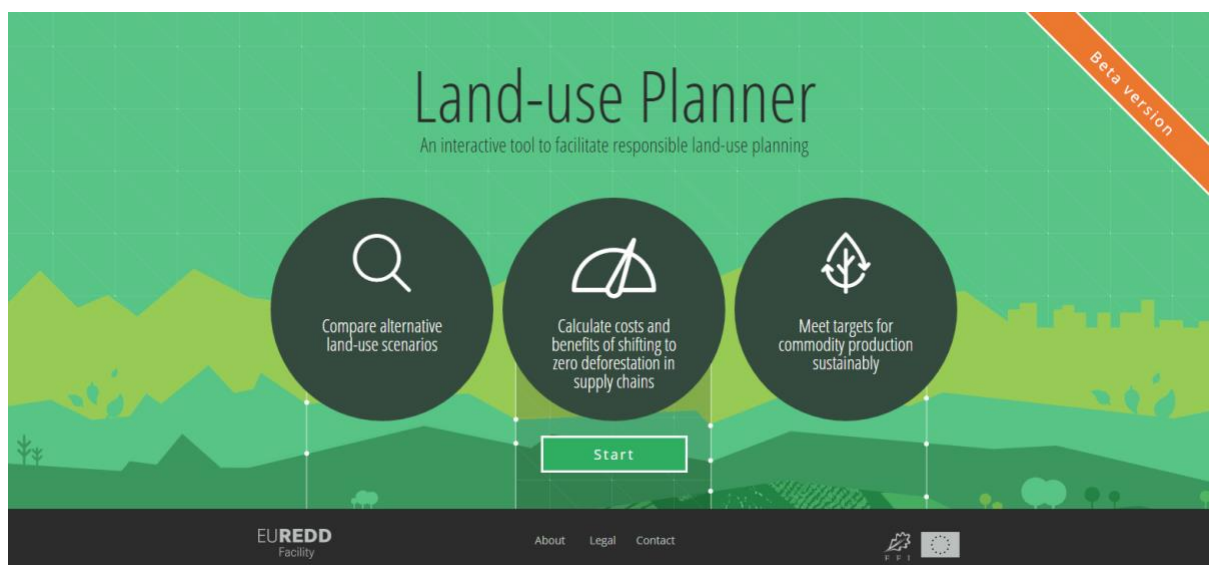 Beta version
Land-use Planner
An interactive tool to facilitate responsible land-use planning
Compare alternative
land-use scenarios
Calculate costs and
benefits of shifting to
zero deforestation in
supply chains
Meet targets for
commodity production
sustainably
Start
EUREDD
Facility
About Legal Contact
EFI